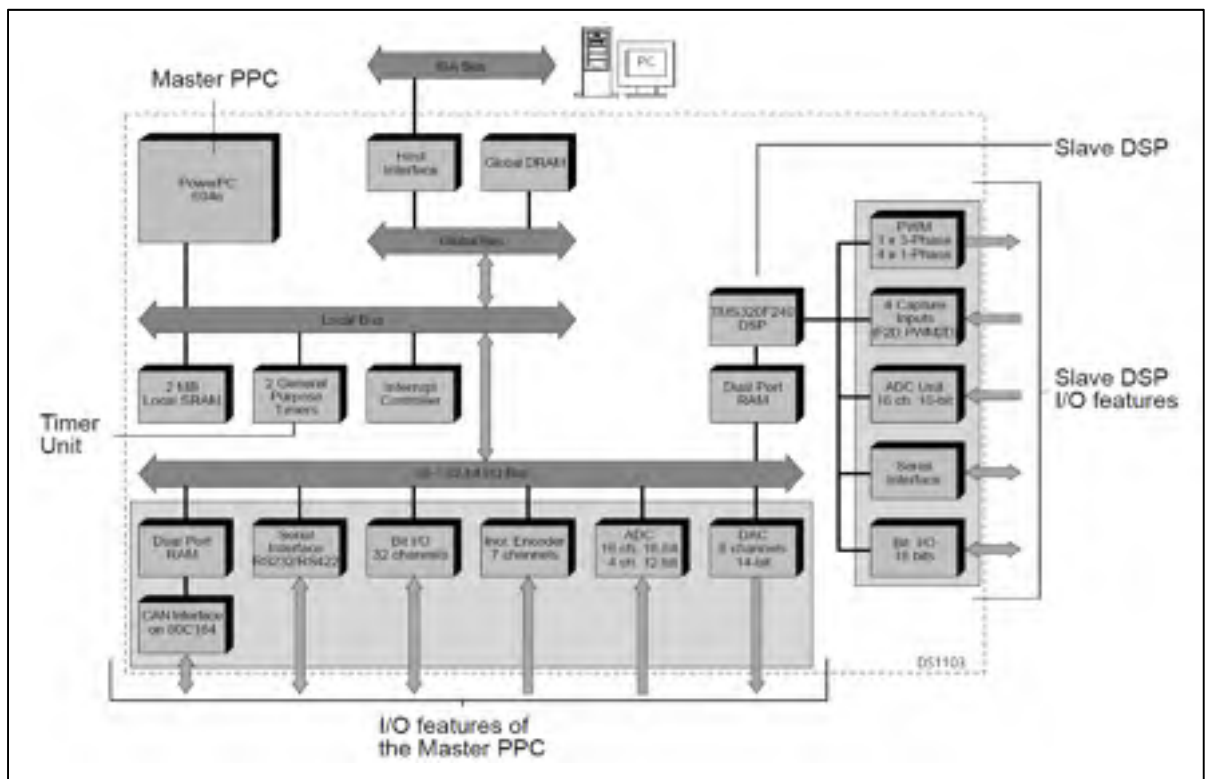 ISA Bus
PC
Master PPC
PowerPC
604e
Host
Interface
Global DRAM
Slave DSP
Global Bus
PWM
1 x 3-Phase
4 x 1-Phase
TMS320F240
DSP
4 Capture
Inputs
Local Bus
2 MB
Local SRAM
2 General
Purpose
Timers
Interrupt
Controller
Dual Port
RAM
ADC Unit
16 ch. 10-bit
Slave DSP
I/O features
Timer
Unit
I/O Bus
Serial
Interface
Dual Port
RAM
Serial
Interface
RS232/RS422
Bit I/O
32 channels
Incr. Encoder
7 channels
ADC
16 ch. 16-bit
4 ch. 12-bit
DAC
8 channels
14-bit
Bit I/O
18 bits
CAN Interface
on 80C164
DS1103
I/O features of
the Master PPC